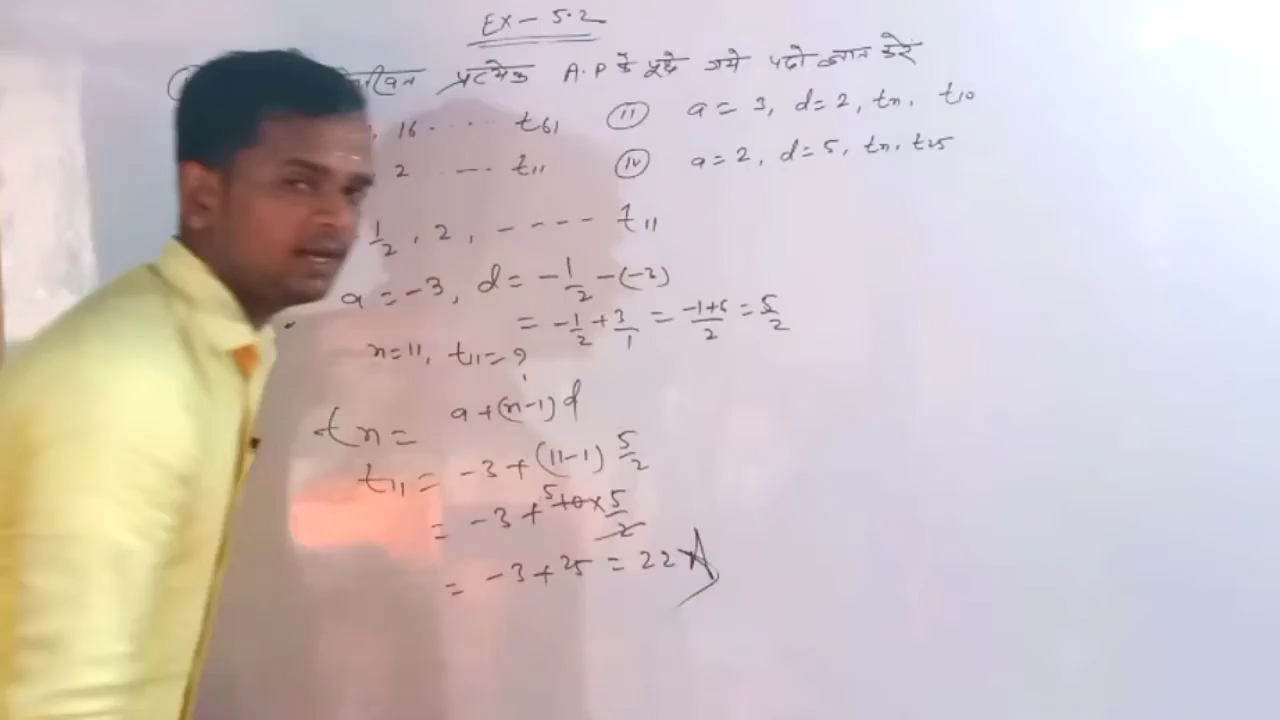 Ex - 5.2
प्रत्येक A.P के पूछे गये पदों ज्ञात करें
, 16 ..... t61 (ii) a = 3, d = 2, tn, t10
2 ---- t11 (iv) a = 2, d = 5, tn, t25
1/2, 2, ----- t11
a = -3, d = -1/2 - (-3)
= -1/2 + 3/1 = -1+6/2 = 5/2
n = 11, t11 = ?
tn = a + (n-1) d
t11 = -3 + (11-1) 5/2
= -3 + 5 10 × 5/2
= -3 + 25 = 22 A